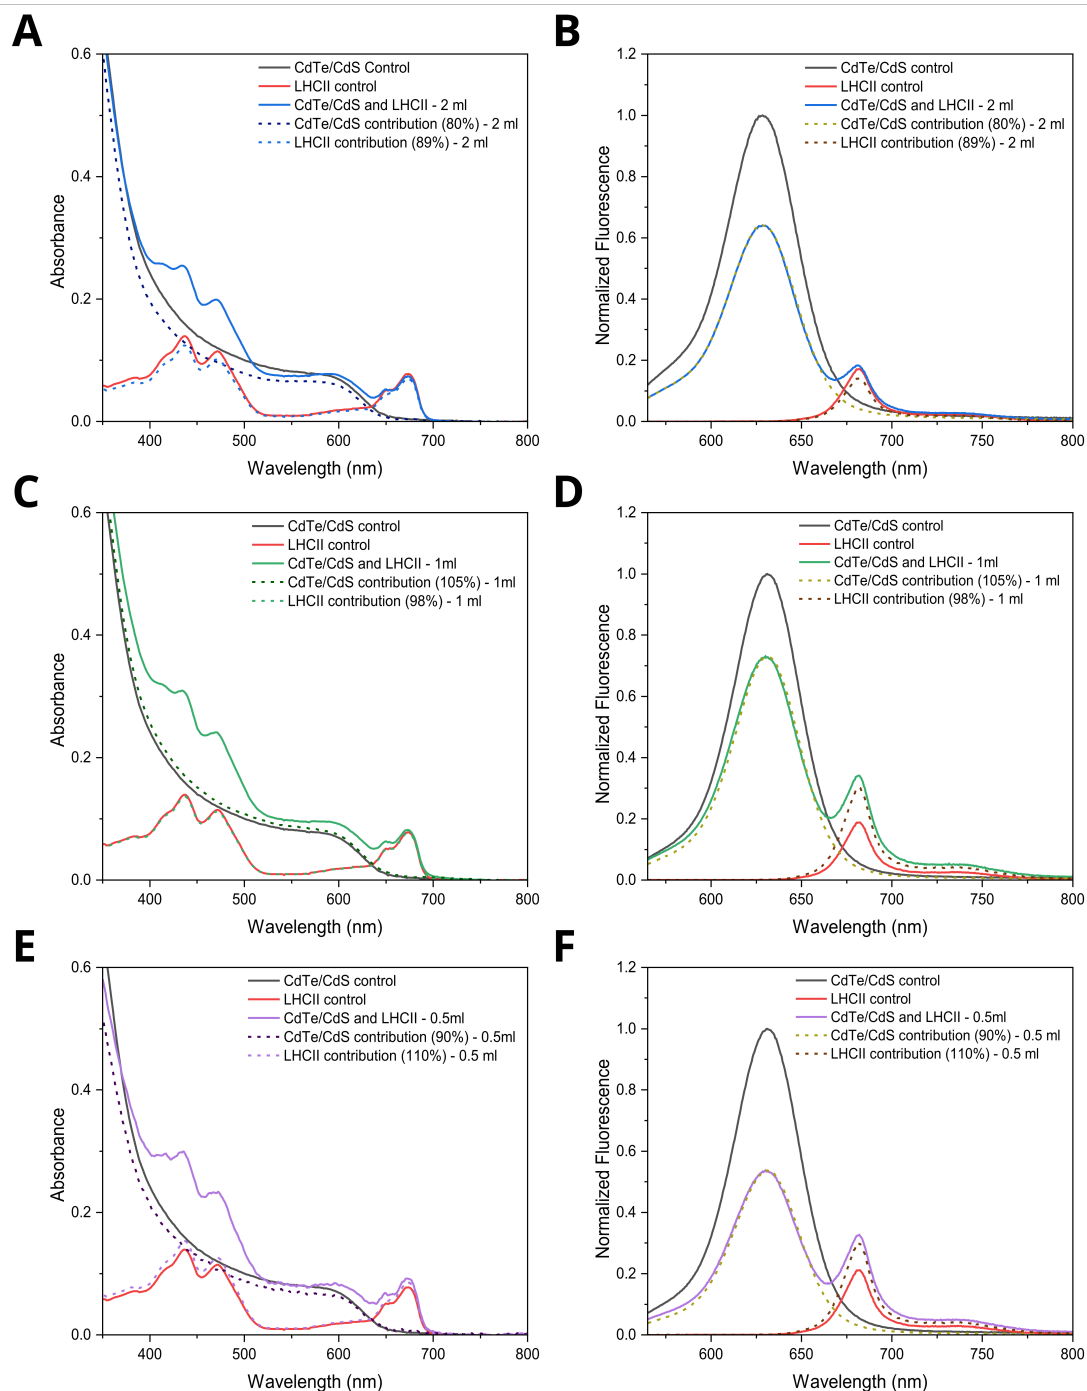 A
0.6
0.4
0.2
0.0
Absorbance
CdTe/CdS Control
LHCII control
CdTe/CdS and LHCII - 2 ml
CdTe/CdS contribution (80%) - 2 ml
LHCII contribution (89%) - 2 ml
400 500 600 700 800
Wavelength (nm)
B
1.2
1.0
0.8
0.6
0.4
0.2
0.0
Normalized Fluorescence
CdTe/CdS control
LHCII control
CdTe/CdS and LHCII - 2 ml
CdTe/CdS contribution (80%) - 2 ml
LHCII contribution (89%) - 2 ml
600 650 700 750 800
Wavelength (nm)
C
0.6
0.4
0.2
0.0
Absorbance
CdTe/CdS control
LHCII control
CdTe/CdS and LHCII - 1ml
CdTe/CdS contribution (105%) - 1ml
LHCII contribution (98%) - 1 ml
400 500 600 700 800
Wavelength (nm)
D
1.2
1.0
0.8
0.6
0.4
0.2
0.0
Normalized Fluorescence
CdTe/CdS control
LHCII control
CdTe/CdS and LHCII - 1ml
CdTe/CdS contribution (105%) - 1 ml
LHCII contribution (98%) - 1 ml
600 650 700 750 800
Wavelength (nm)
E
0.6
0.4
0.2
0.0
Absorbance
CdTe/CdS control
LHCII control
CdTe/CdS and LHCII - 0.5ml
CdTe/CdS contribution (90%) - 0.5ml
LHCII contribution (110%) - 0.5 ml
400 500 600 700 800
Wavelength (nm)
F
1.2
1.0
0.8
0.6
0.4
0.2
0.0
Normalized Fluorescence
CdTe/CdS control
LHCII control
CdTe/CdS and LHCII - 0.5ml
CdTe/CdS contribution (90%) - 0.5 ml
LHCII contribution (110%) - 0.5 ml
600 650 700 750 800
Wavelength (nm)